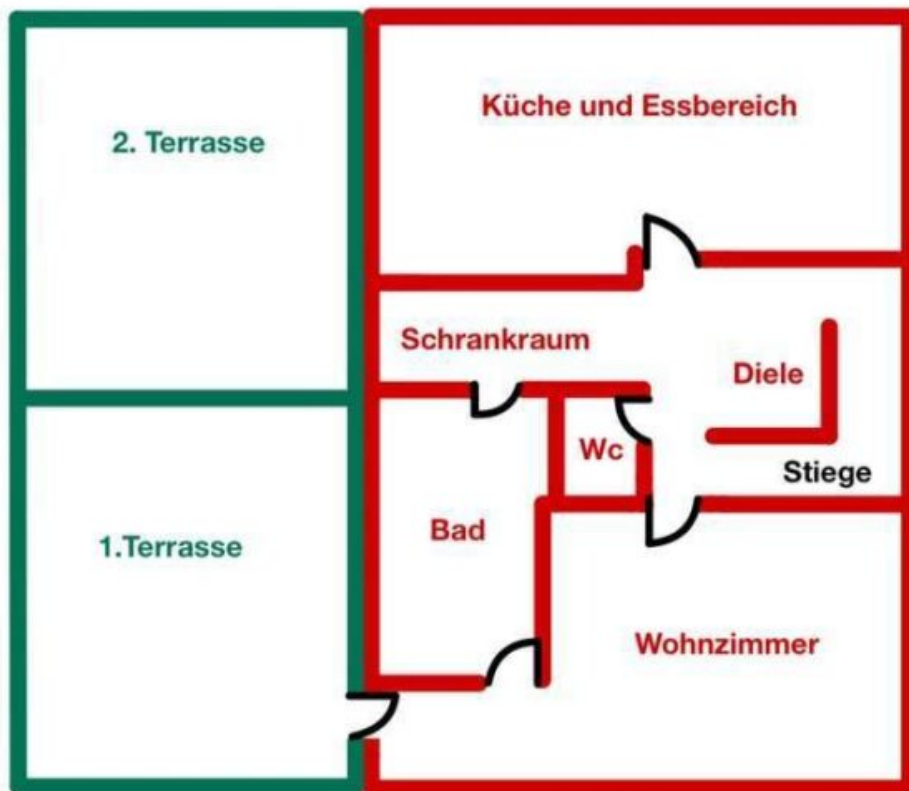 Küche und Essbereich
2. Terrasse
Schrankraum
Diele
Wc
Stiege
Bad
1.Terrasse
Wohnzimmer